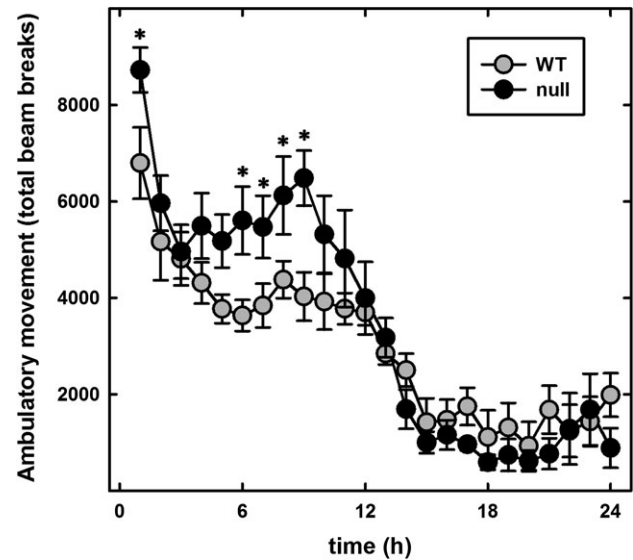 Ambulatory movement (total beam breaks)
8000
6000
4000
2000
*
* * * *
WT
null
0 6 12 18 24
time (h)